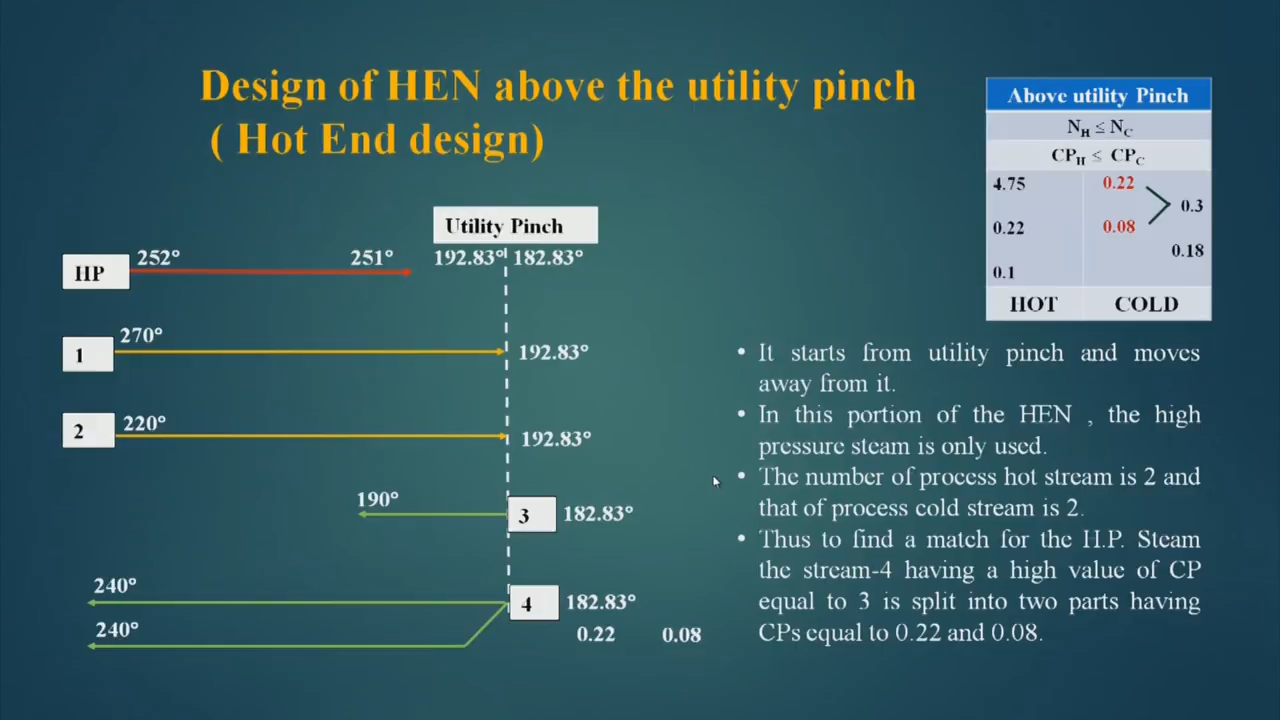 Design of HEN above the utility pinch
( Hot End design)
Above utility Pinch
NH ≤ NC
CPH ≤ CPC
4.75 0.22
0.3
0.22 0.08
0.18
0.1
HOT COLD
Utility Pinch
HP 252° 251° 192.83° 182.83°
1 270° 192.83°
2 220° 192.83°
190° 3 182.83°
240° 4 182.83°
240° 0.22 0.08
• It starts from utility pinch and moves
away from it.
• In this portion of the HEN , the high
pressure steam is only used.
• The number of process hot stream is 2 and
that of process cold stream is 2.
• Thus to find a match for the H.P. Steam
the stream-4 having a high value of CP
equal to 3 is split into two parts having
CPs equal to 0.22 and 0.08.